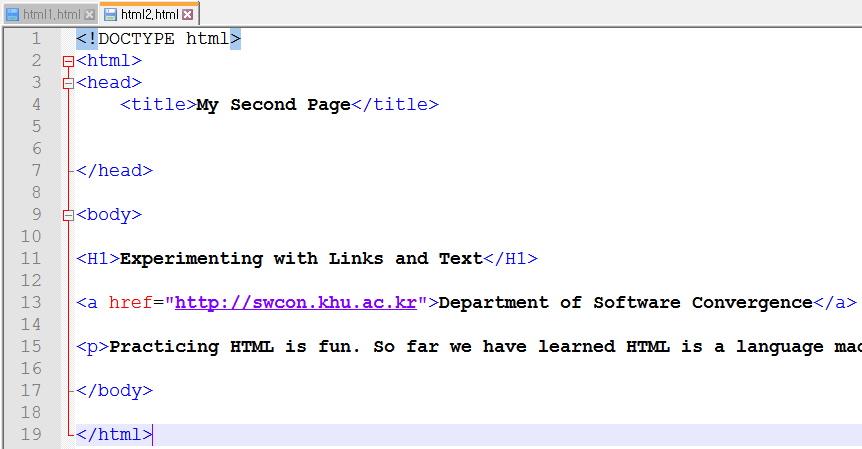 html1.html html2.html
1 <!DOCTYPE html>
2 <html>
3 <head>
4 <title>My Second Page</title>
5
6
7 </head>
8
9 <body>
10
11 <H1>Experimenting with Links and Text</H1>
12
13 <a href="http://swcon.khu.ac.kr">Department of Software Convergence</a>
14
15 <p>Practicing HTML is fun. So far we have learned HTML is a language mac
16
17 </body>
18
19 </html>